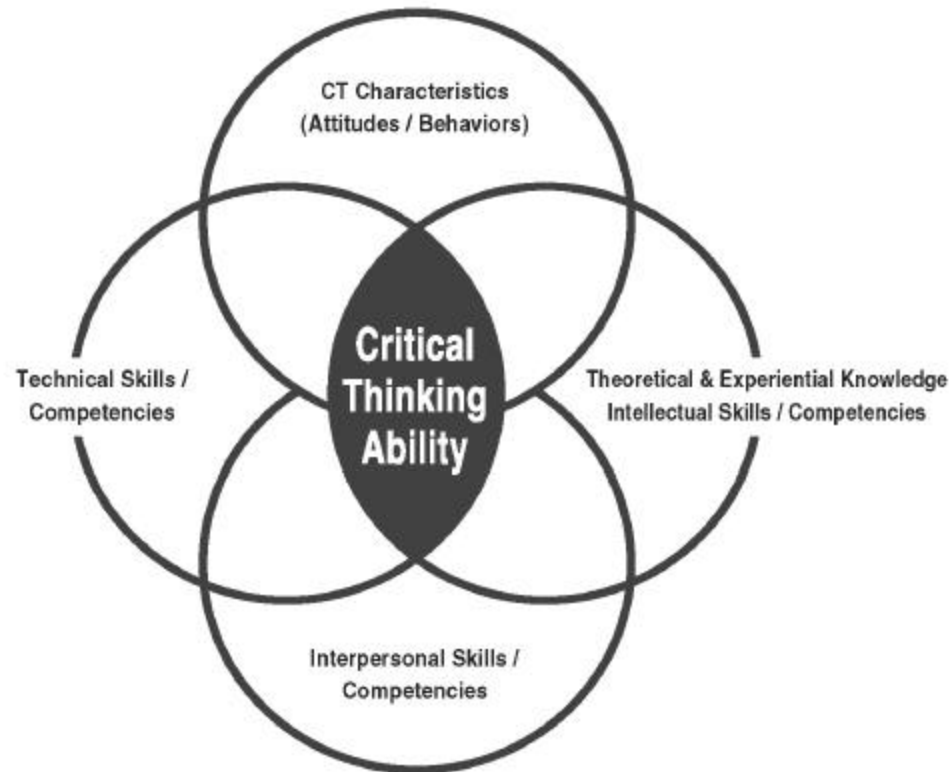 CT Characteristics
(Attitudes / Behaviors)
Critical
Thinking
Ability
Technical Skills /
Competencies
Theoretical & Experiential Knowledge
Intellectual Skills / Competencies
Interpersonal Skills /
Competencies